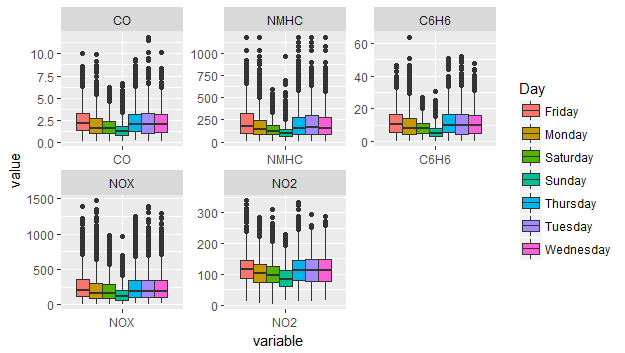 CO NMHC C6H6
10.0
7.5
5.0
2.5
0.0
1000
750
500
250
0
60
40
20
0
CO NMHC C6H6
NOX NO2
1500
1000
500
0
300
200
100
0
NOX NO2
value
variable
Day
Friday
Monday
Saturday
Sunday
Thursday
Tuesday
Wednesday